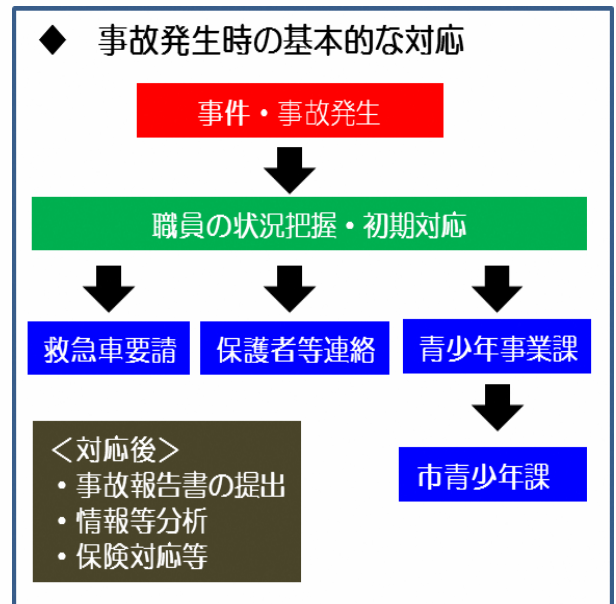 ◆ 事故発生時の基本的な対応
事件・事故発生
職員の状況把握・初期対応
救急車要請
保護者等連絡
青少年事業課
市青少年課
＜対応後＞
・事故報告書の提出
・情報等分析
・保険対応等